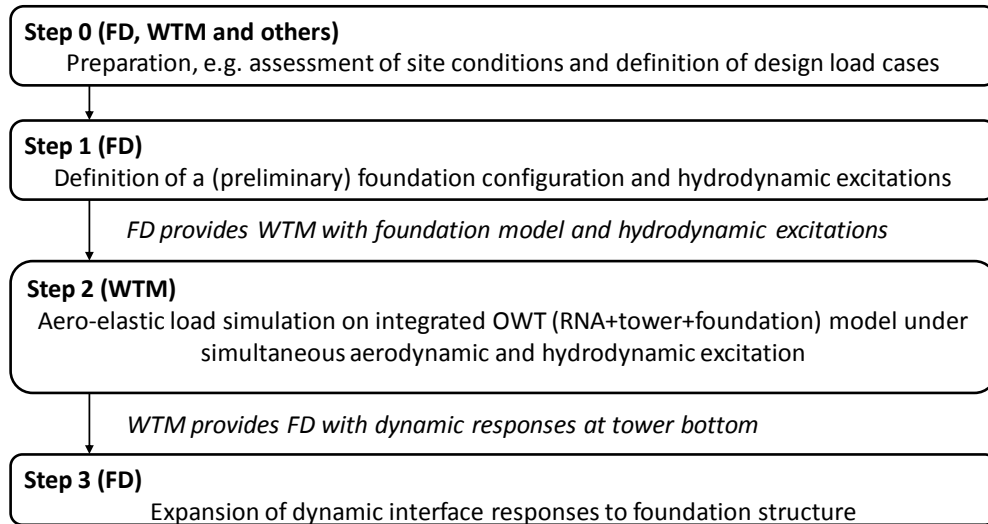 Step 0 (FD, WTM and others)
Preparation, e.g. assessment of site conditions and definition of design load cases
Step 1 (FD)
Definition of a (preliminary) foundation configuration and hydrodynamic excitations
FD provides WTM with foundation model and hydrodynamic excitations
Step 2 (WTM)
Aero-elastic load simulation on integrated OWT (RNA+tower+foundation) model under
simultaneous aerodynamic and hydrodynamic excitation
WTM provides FD with dynamic responses at tower bottom
Step 3 (FD)
Expansion of dynamic interface responses to foundation structure